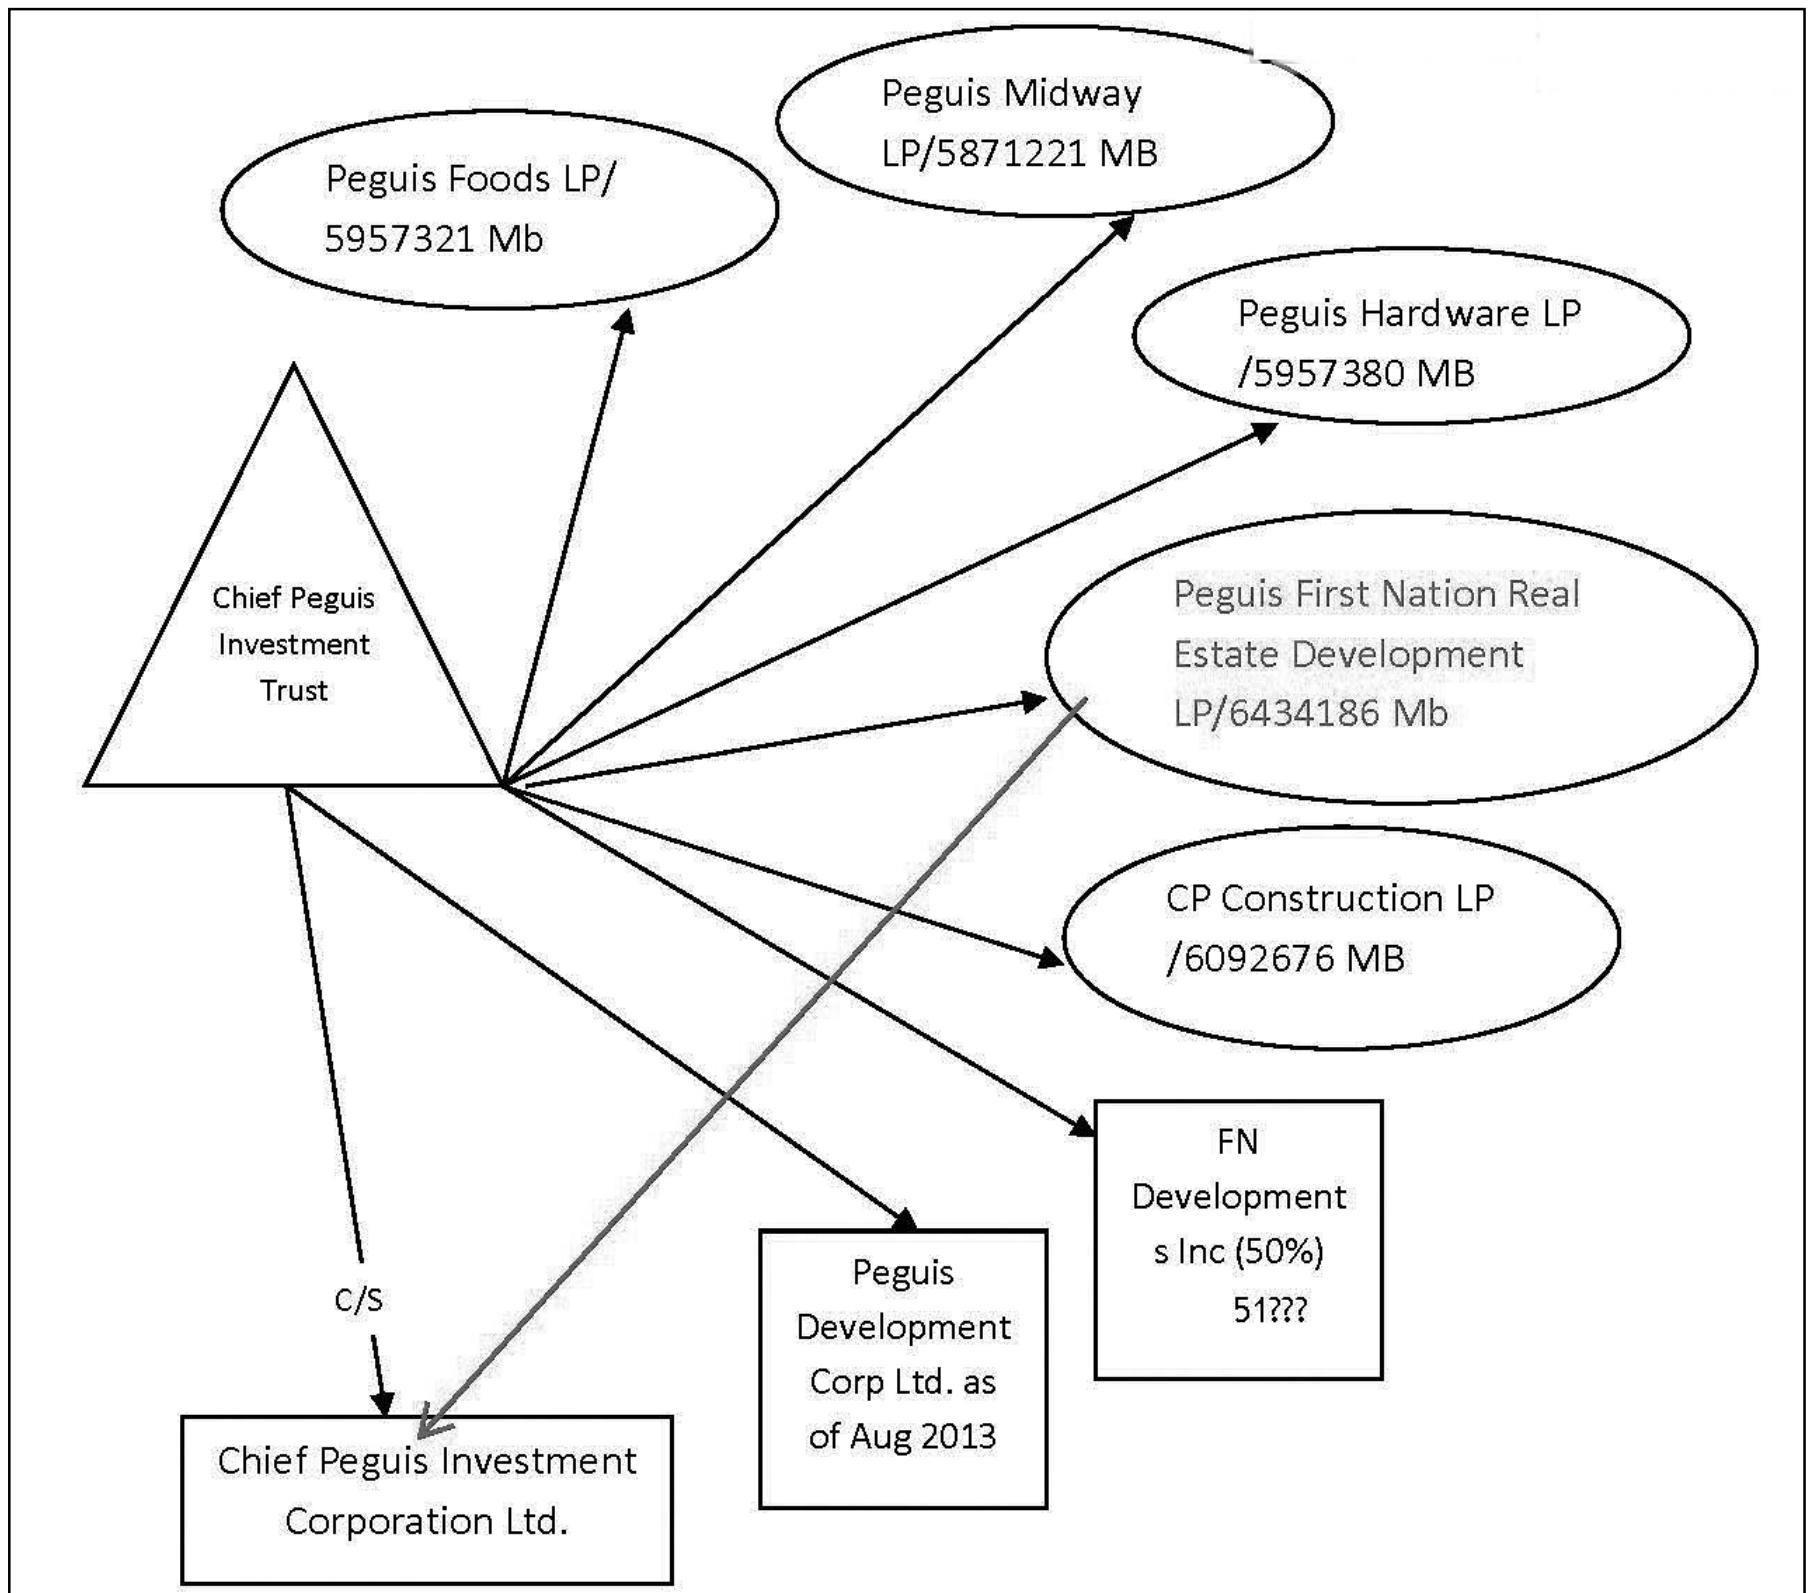 Peguis Midway
LP/5871221 MB
Peguis Foods LP/
5957321 Mb
Peguis Hardware LP
/5957380 MB
Chief Peguis
Investment
Trust
Peguis First Nation Real
Estate Development
LP/6434186 Mb
CP Construction LP
/6092676 MB
FN
Development
s Inc (50%)
51???
C/S
Peguis
Development
Corp Ltd. as
of Aug 2013
Chief Peguis Investment
Corporation Ltd.